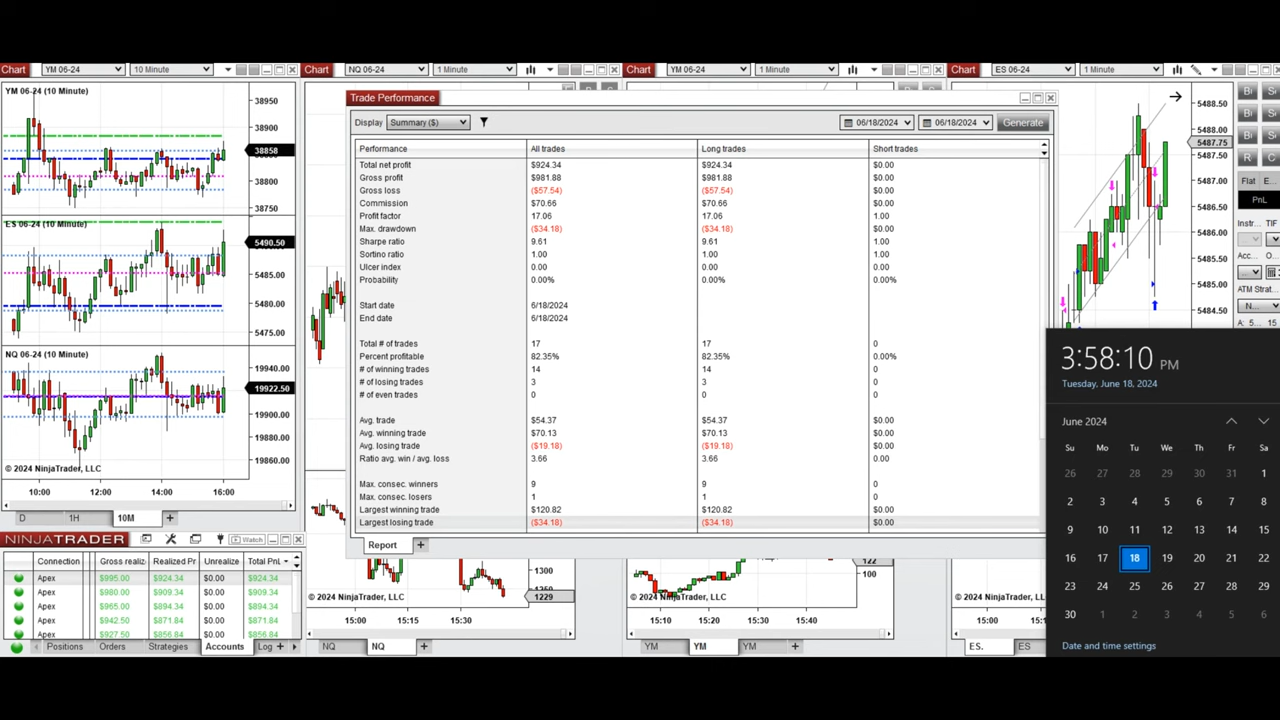 Chart YM 06-24 10 Minute Chart NQ 06-24 1 Minute Chart YM 06-24 1 Minute Chart ES 06-24 1 Minute
YM 06-24 (10 Minute)
38950
38900
38858
38800
38750
ES 06-24 (10 Minute)
5490.50
5485.00
5480.00
5475.00
NQ 06-24 (10 Minute)
19940.00
19922.50
19900.00
19880.00
19860.00
© 2024 NinjaTrader, LLC
10:00 12:00 14:00 16:00
D 1H 10M +
NINJATRADER Watch
Connection Gross realiz Realized Pr Unrealize Total PnL
Apex $995.00 $924.34 $0.00 $924.34
Apex $980.00 $909.34 $0.00 $909.34
Apex $965.00 $894.34 $0.00 $894.34
Apex $942.50 $871.84 $0.00 $871.84
Apex $927.50 $856.84 $0.00 $856.84
Positions Orders Strategies Accounts Log +
Trade Performance
Display Summary ($) 06/18/2024 06/18/2024 Generate
Performance All trades Long trades Short trades
Total net profit $924.34 $924.34 $0.00
Gross profit $981.88 $981.88 $0.00
Gross loss ($57.54) ($57.54) $0.00
Commission $70.66 $70.66 $0.00
Profit factor 17.06 17.06 1.00
Max. drawdown ($34.18) ($34.18) $0.00
Sharpe ratio 9.61 9.61 1.00
Sortino ratio 1.00 1.00 1.00
Ulcer index 0.00 0.00 0.00
Probability 0.00% 0.00% 0.00%
Start date 6/18/2024
End date 6/18/2024
Total # of trades 17 17 0
Percent profitable 82.35% 82.35% 0.00%
# of winning trades 14 14 0
# of losing trades 3 3 0
# of even trades 0 0 0
Avg. trade $54.37 $54.37 $0.00
Avg. winning trade $70.13 $70.13 $0.00
Avg. losing trade ($19.18) ($19.18) $0.00
Ratio avg. win / avg. loss 3.66 3.66 0.00
Max. consec. winners 9 9 0
Max. consec. losers 1 1 0
Largest winning trade $120.82 $120.82 $0.00
Largest losing trade ($34.18) ($34.18) $0.00
Report +
1300
1229
© 2024 NinjaTrader, LLC
15:00 15:15 15:30
NQ NQ +
122
100
© 2024 NinjaTrader, LLC
15:10 15:20 15:30 15:40
YM YM YM +
5488.50
5488.00
5487.75
5487.50
5487.00
5486.50
5486.00
5485.50
5485.00
5484.50
Flat E...
PnL
Instr... TIF
Acc... O...
ATM Strat...
N...
A: 5...
© 2024 NinjaTrader, LLC
15:00
ES. ES
3:58:10 PM
Tuesday, June 18, 2024
June 2024
Su Mo Tu We Th Fr Sa
26 27 28 29 30 31 1
2 3 4 5 6 7 8
9 10 11 12 13 14 15
16 17 18 19 20 21 22
23 24 25 26 27 28 29
30 1 2 3 4 5 6
Date and time settings